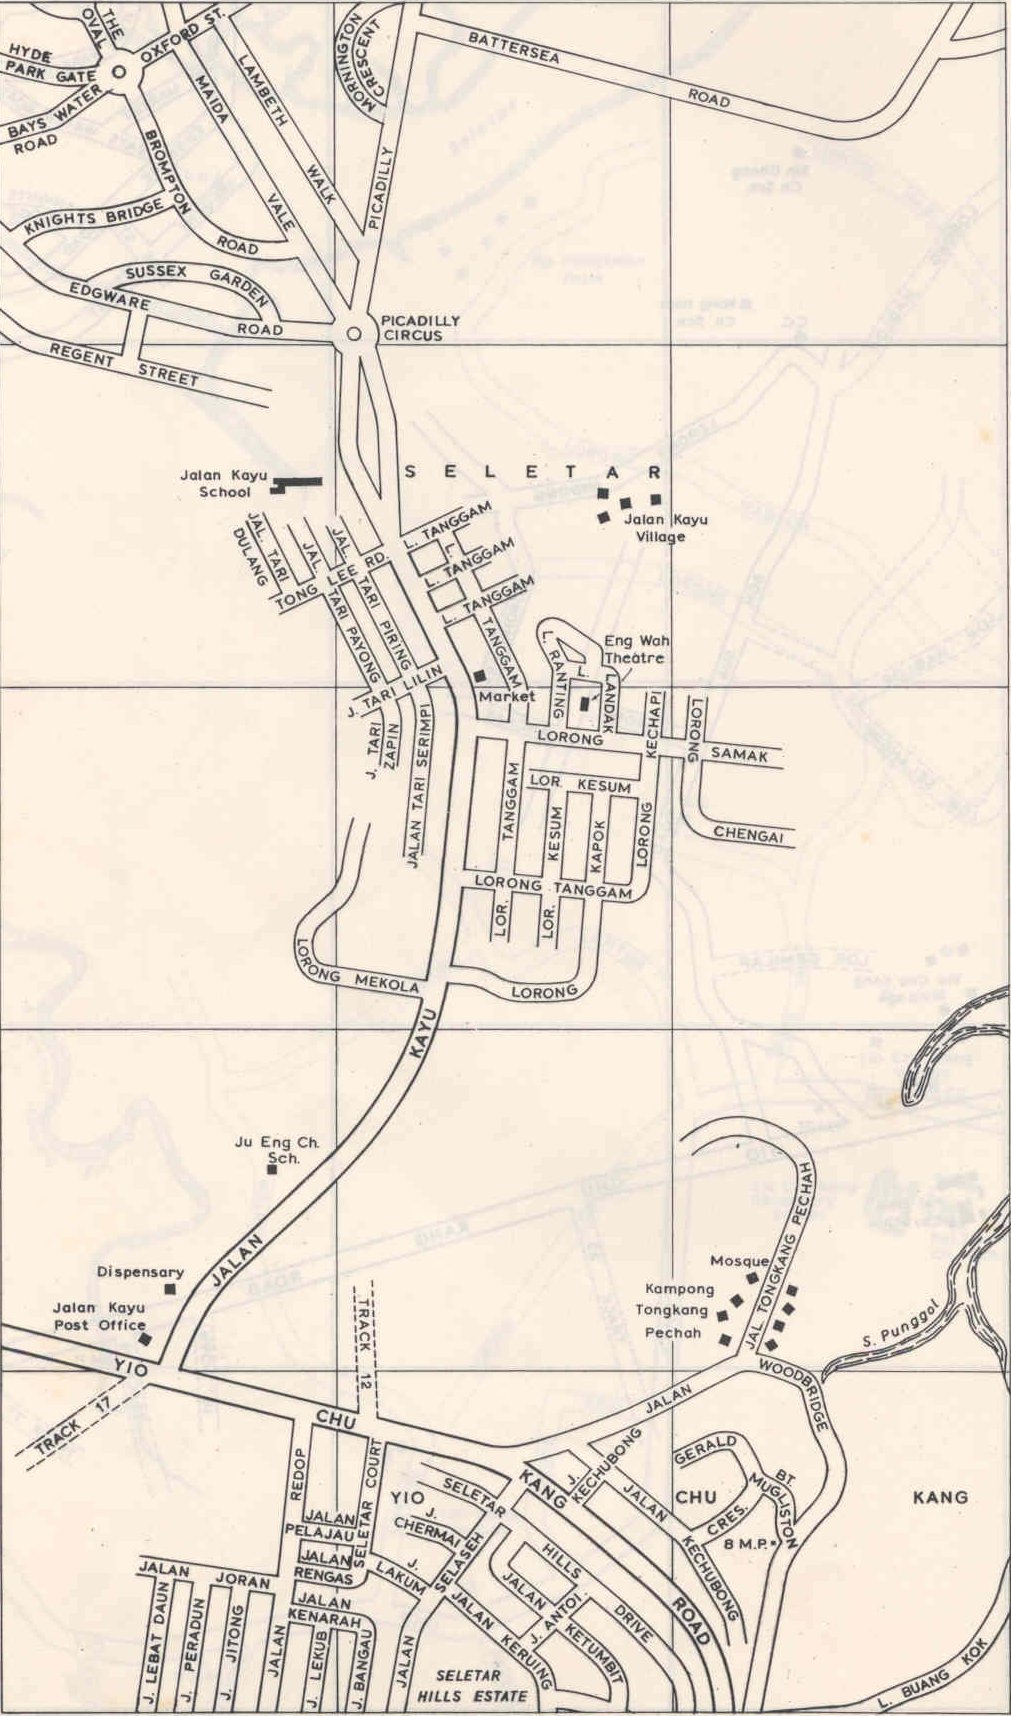 THE
OVAL
OXFORD ST.
HYDE
PARK GATE
BAYS WATER
ROAD
MAIDA
VALE
LAMBETH
WALK
MORNINGTON
CRESCENT
BATTERSEA
ROAD
PICADILLY
BROMPTON
ROAD
KNIGHTS BRIDGE
SUSSEX GARDEN
EDGWARE
ROAD
PICADILLY
CIRCUS
REGENT
STREET
SELETAR
Jalan Kayu
School
Jalan Kayu
Village
JAL. TARI
DULANG
JAL.
TARI PAYONG
JAL.
TARI PIRING
TONG LEE RD.
L. TANGGAM
L.
L. TANGGAM
L. TANGGAM
TANGGAM
L. RANTING
L.
LANDAK
Eng Wah
Theatre
Market
J. TARI LILIN
J. TARI
ZAPIN
JALAN TARI SERIMPI
LORONG
KECHAPI
LORONG
SAMAK
CHENGAI
TANGGAM
LOR. KESUM
KESUM
KAPOK
LORONG
LORONG TANGGAM
LOR.
LOR.
LORONG MEKOLA
LORONG
KAYU
Ju Eng Ch.
Sch.
JALAN
Dispensary
Jalan Kayu
Post Office
Mosque
Kampong
Tongkang
Pechah
JAL TONGKANG PECHAH
S. Punggol
YIO
TRACK 17
TRACK 12
CHU
JALAN
WOODBRIDGE
REDOP
SELETAR COURT
YIO
SELETAR
KANG
J.
KECHUBONG
JALAN
KECHUBONG
GERALD
CRES.
CHU
BT.
MUGLISTON
8 M.P.
KANG
JALAN
PELAJAU
J.
CHERMAI
JALAN
RENGAS
J.
LAKUM
SELASEH
HILLS
DRIVE
JALAN
J. ANTOI
KETUMBIT
ROAD
JALAN
JORAN
JALAN
KENARAH
JALAN
KERUING
J. LEBAT DAUN
J. PERADUN
J. JITONG
JALAN
J. LEKUB
J. BANGAU
JALAN
SELETAR
HILLS ESTATE
L. BUANG KOK